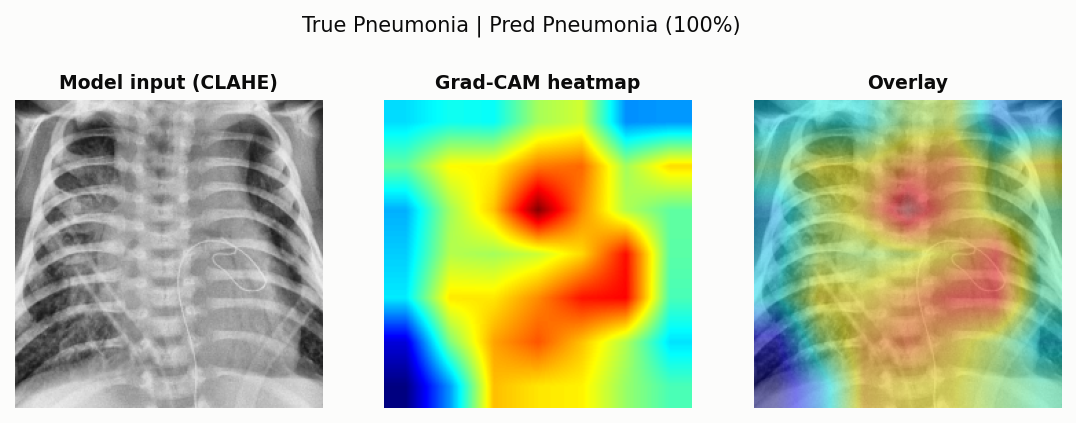 True Pneumonia | Pred Pneumonia (100%)
Model input (CLAHE)
Grad-CAM heatmap
Overlay